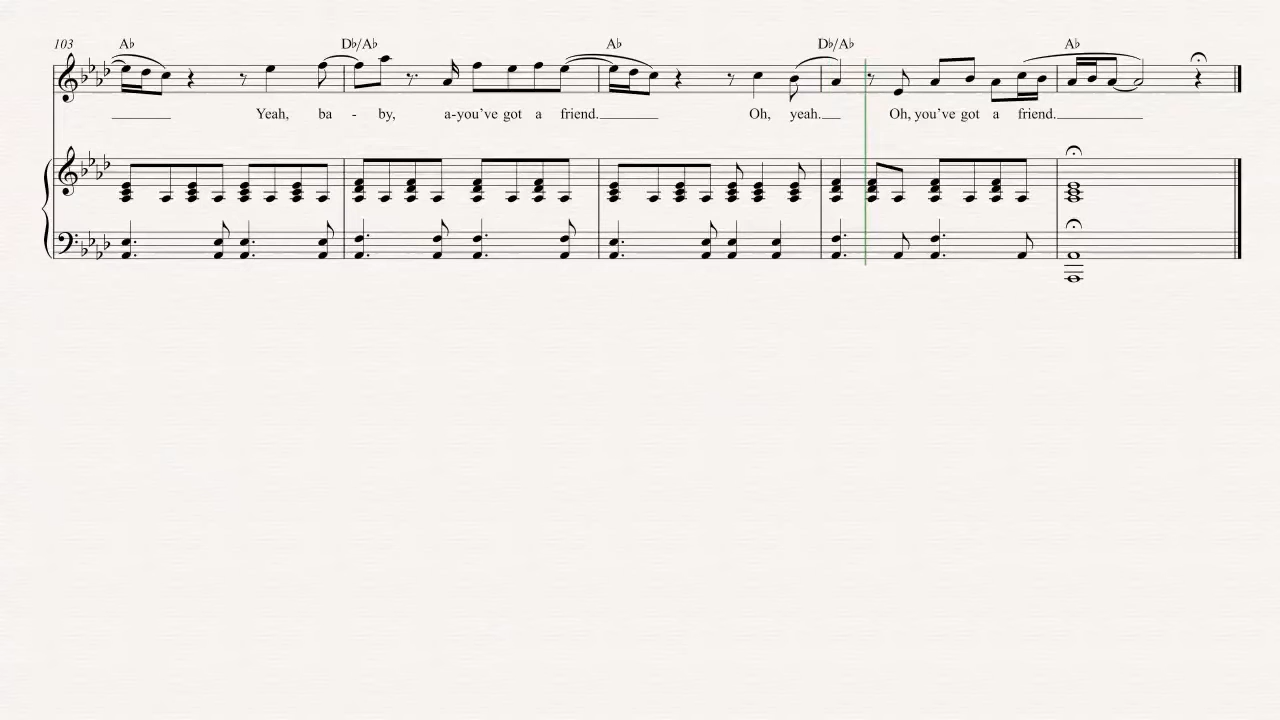 103 A♭ D♭/A♭ A♭ D♭/A♭ A♭
Yeah, ba - by, a-you've got a friend. Oh, yeah. Oh, you've got a friend.